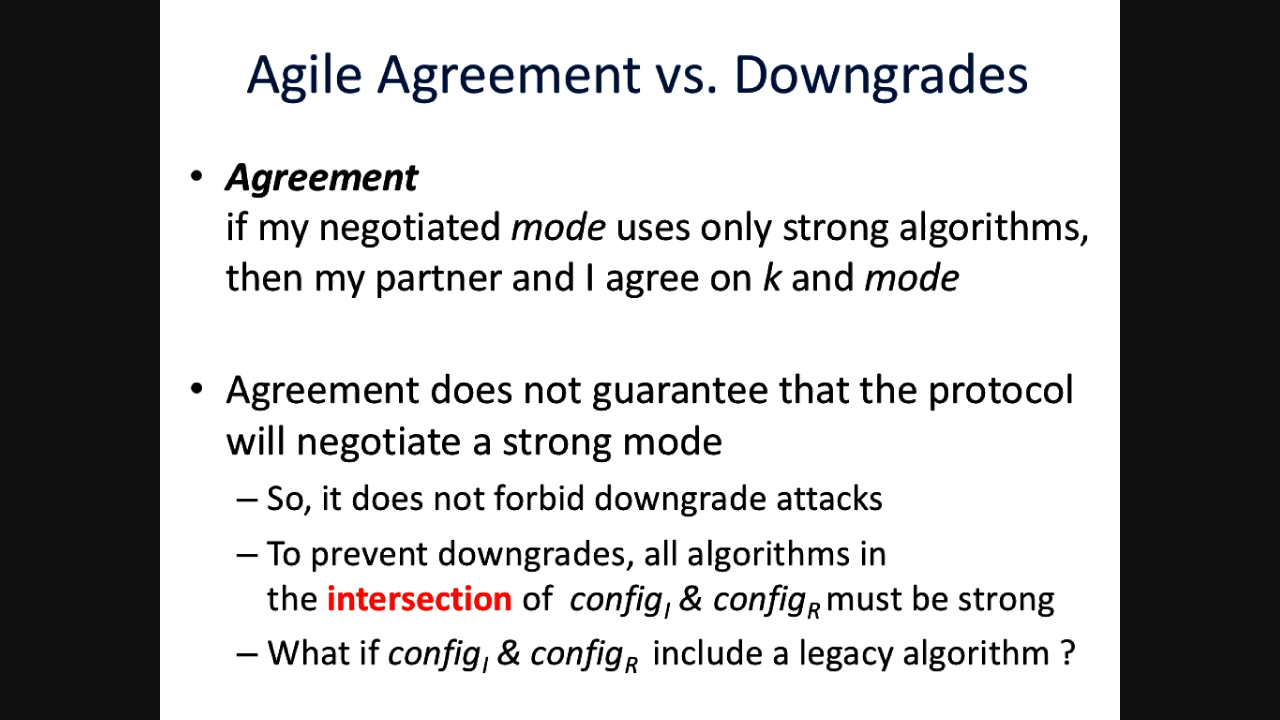 Agile Agreement vs. Downgrades
• Agreement
if my negotiated mode uses only strong algorithms,
then my partner and I agree on k and mode
• Agreement does not guarantee that the protocol
will negotiate a strong mode
– So, it does not forbid downgrade attacks
– To prevent downgrades, all algorithms in
the intersection of config_I & config_R must be strong
– What if config_I & config_R include a legacy algorithm ?